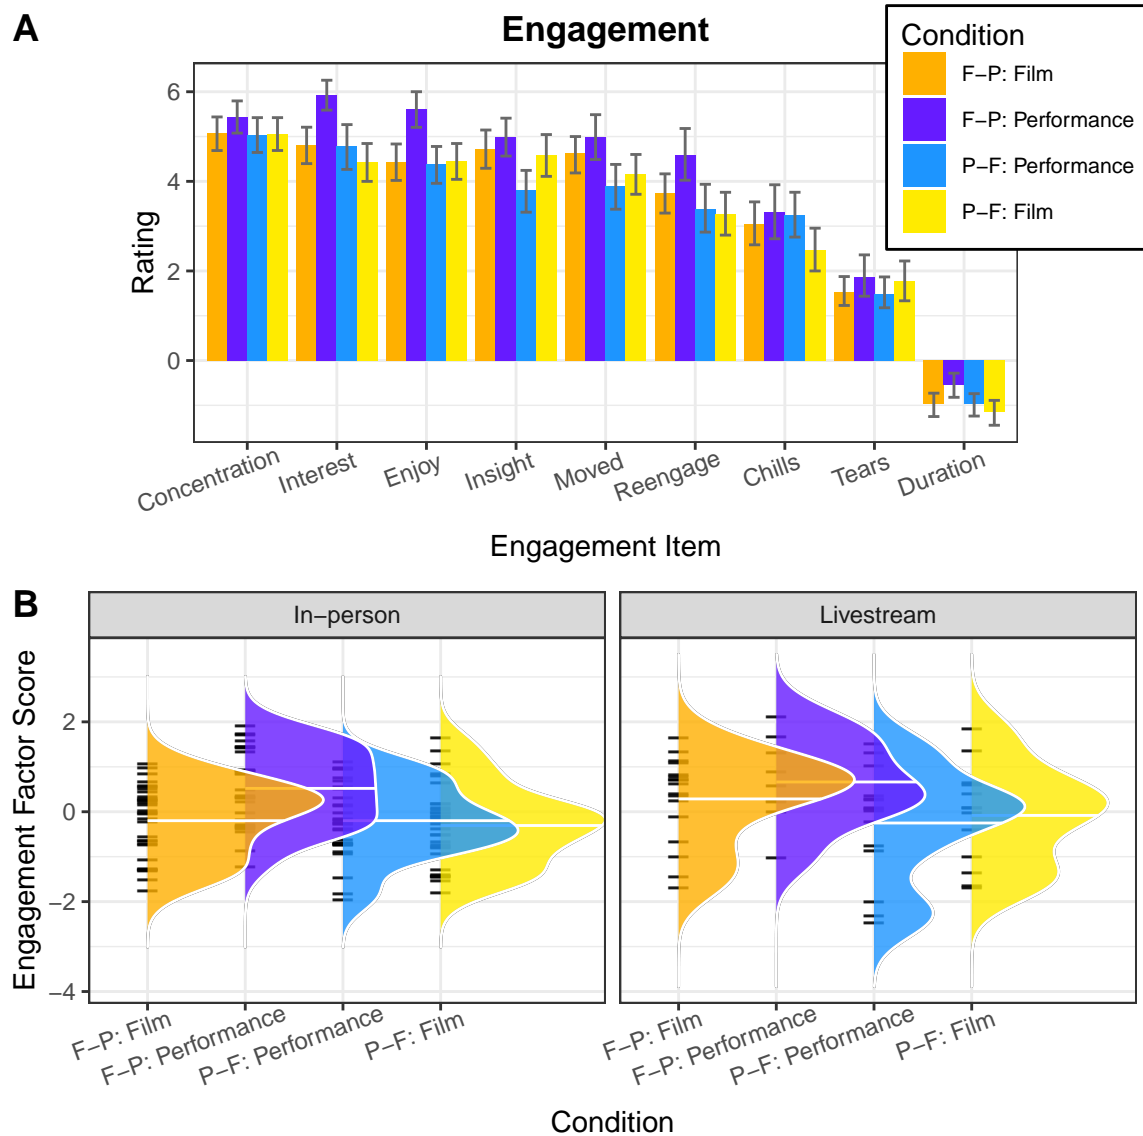 A
Engagement
Condition
F−P: Film
F−P: Performance
P−F: Performance
P−F: Film
Rating
6
4
2
0
Concentration
Interest
Enjoy
Insight
Moved
Reengage
Chills
Tears
Duration
Engagement Item
B
In−person
Livestream
Engagement Factor Score
2
0
−2
−4
F−P: Film
F−P: Performance
P−F: Performance
P−F: Film
F−P: Film
F−P: Performance
P−F: Performance
P−F: Film
Condition